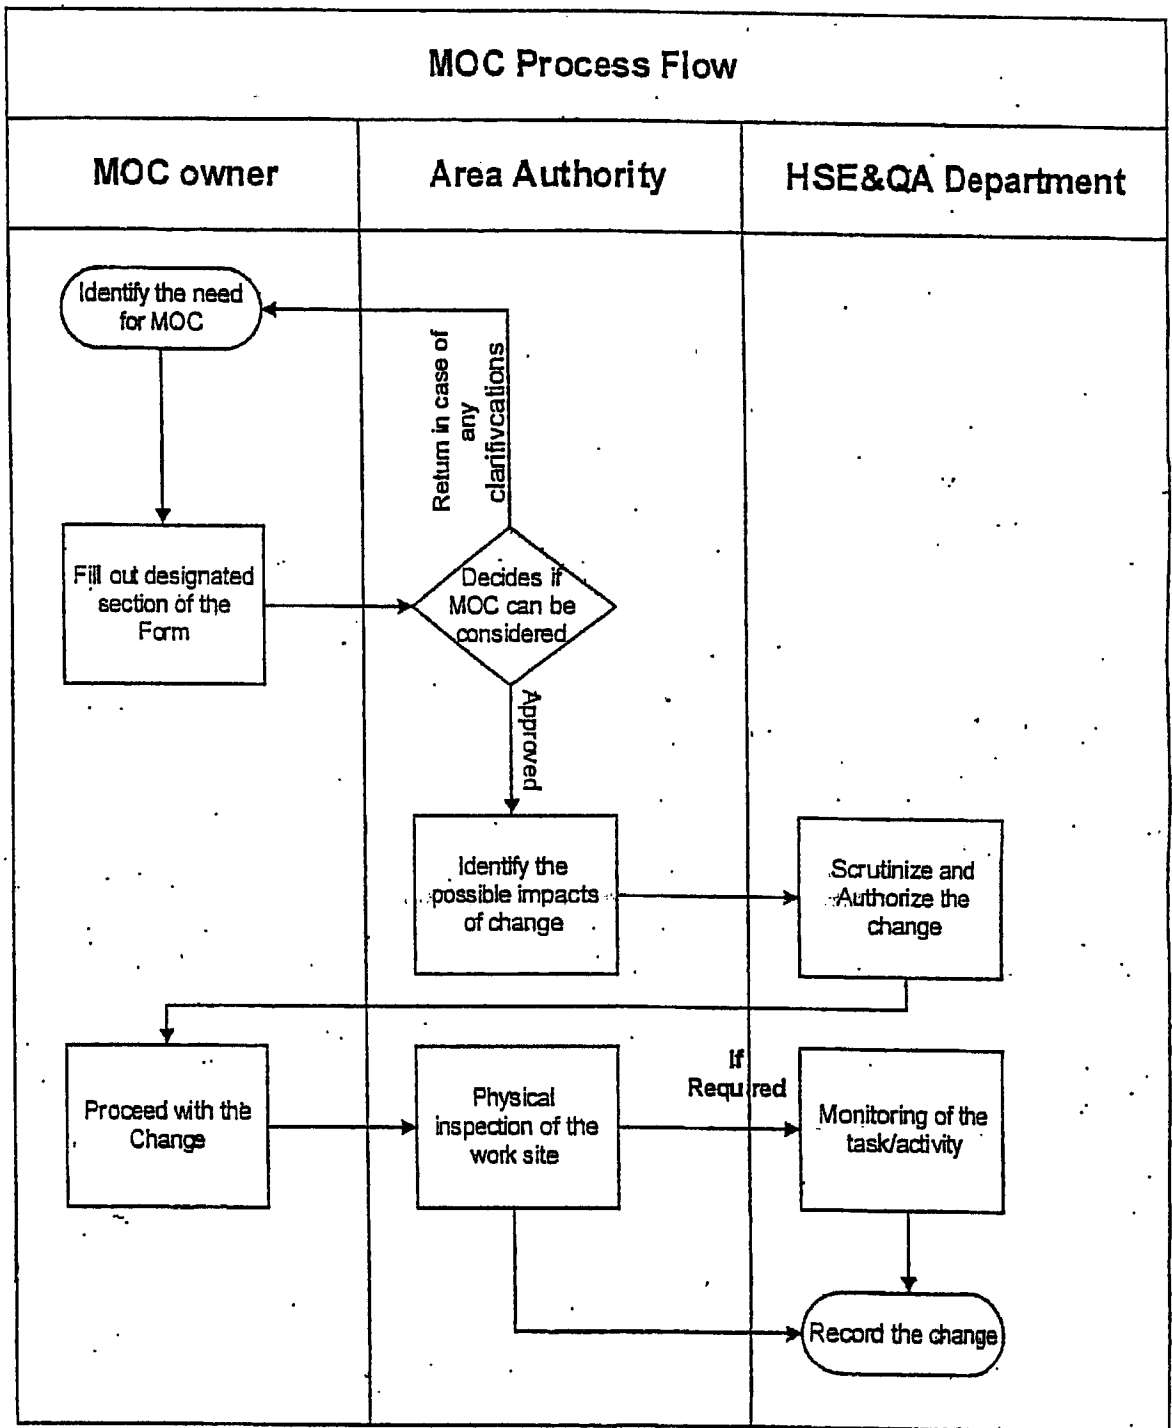 MOC Process Flow
MOC owner
Area Authority
HSE&QA Department
Identify the need
for MOC
Return in case of
any
clarifivcations
Fill out designated
section of the
Form
Decides if
MOC can be
considered
Approved
Identify the
possible impacts
of change
Scrutinize and
Authorize the
change
Proceed with the
Change
Physical
inspection of the
work site
If
Required
Monitoring of the
task/activity
Record the change